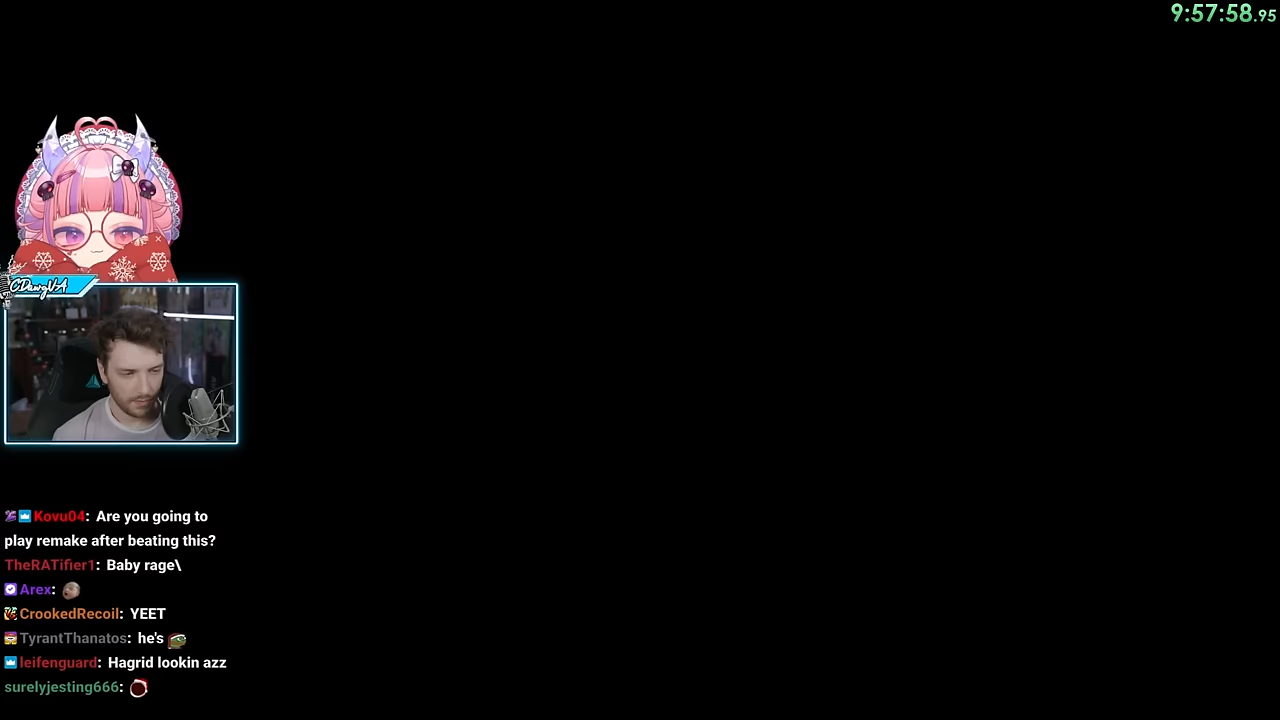 9:57:58.95
CDawgVA
Kovu04: Are you going to
play remake after beating this?
TheRATifier1: Baby rage\
Arex:
CrookedRecoil: YEET
TyrantThanatos: he's
leifenguard: Hagrid lookin azz
surelyjesting666: